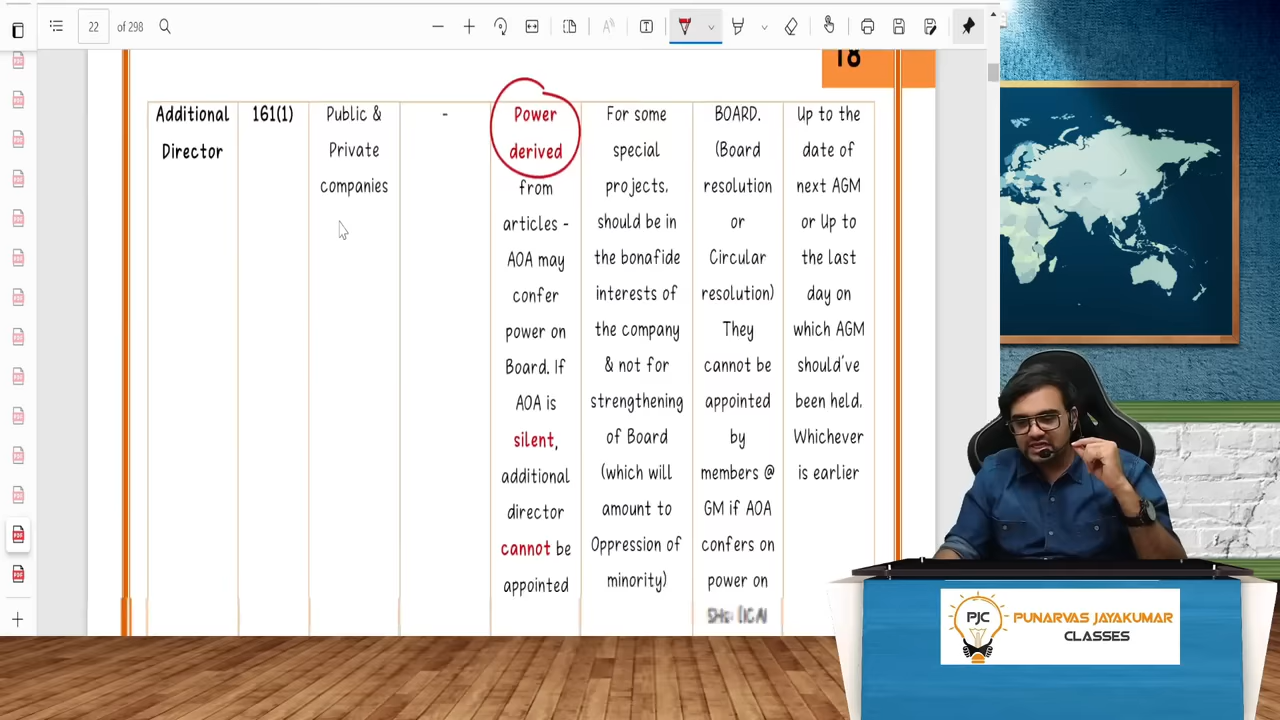 22 of 298
18
Additional
Director
161(1)
Public &
Private
companies
-
Power
derived
from
articles -
AOA may
confer
power on
Board. If
AOA is
silent,
additional
director
cannot be
appointed
For some
special
projects,
should be in
the bonafide
interests of
the company
& not for
strengthening
of Board
(which will
amount to
Oppression of
minority)
BOARD.
(Board
resolution
or
Circular
resolution)
They
cannot be
appointed
by
members @
GM if AOA
confers on
power on
SHs: (ICAI
Up to the
date of
next AGM
or Up to
the last
day on
which AGM
should've
been held.
Whichever
is earlier
PJC
PUNARVAS JAYAKUMAR
CLASSES